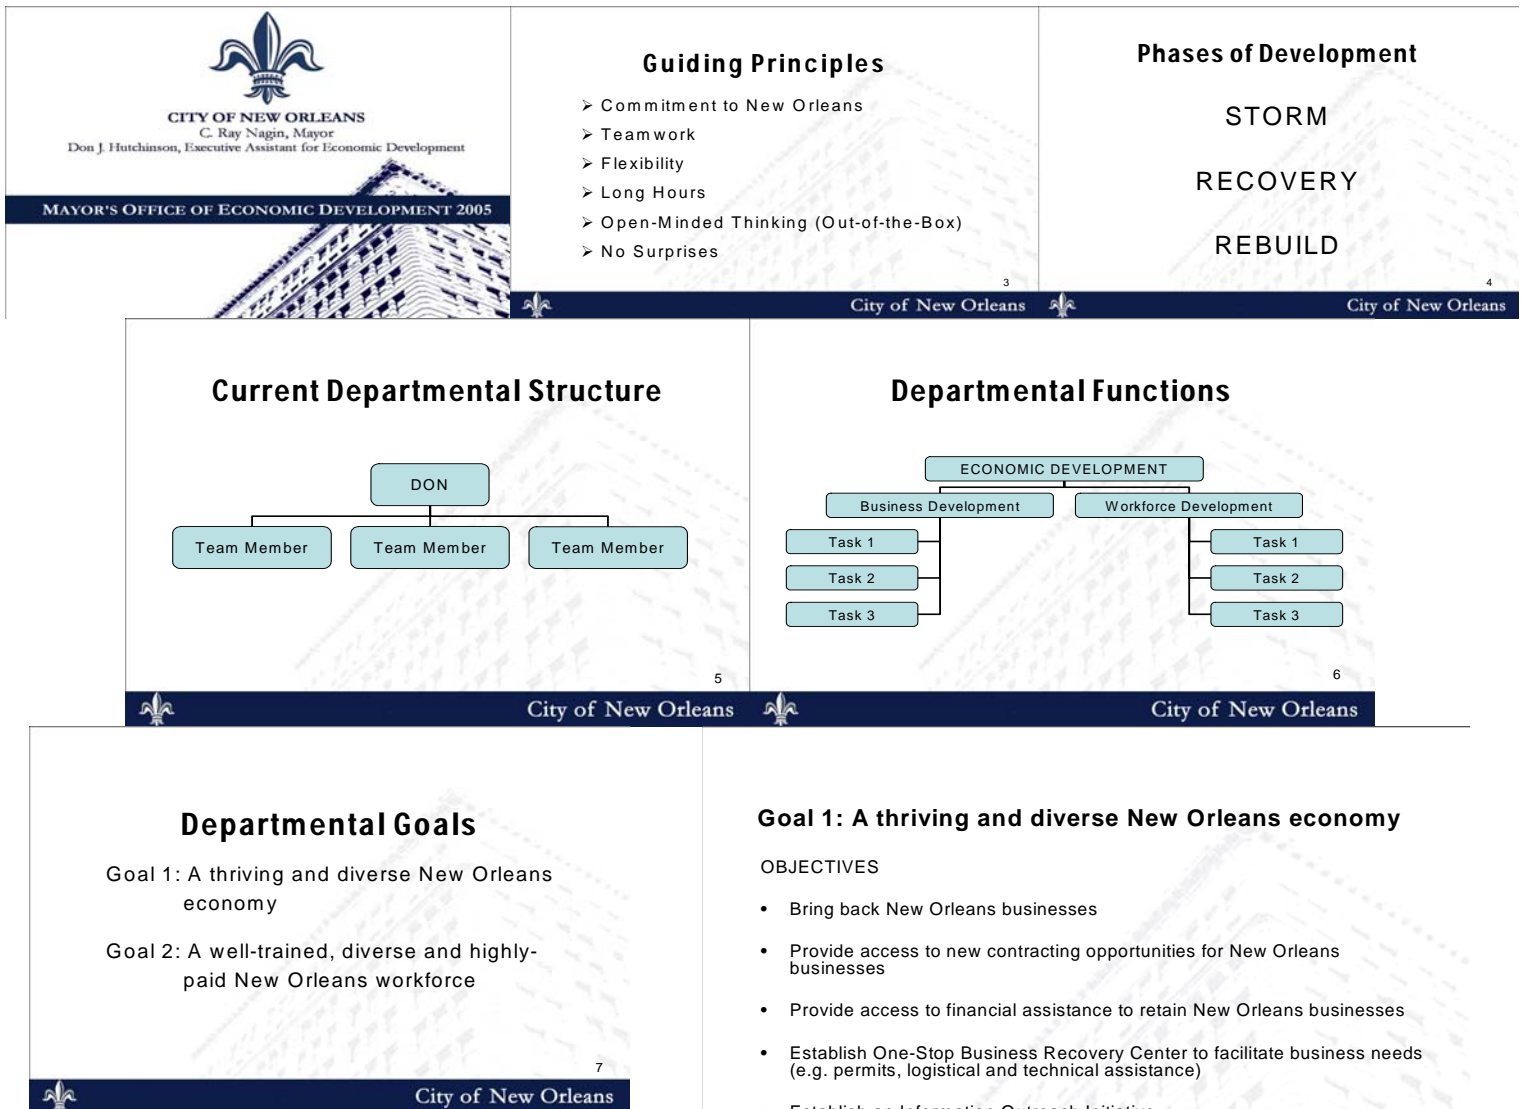 CITY OF NEW ORLEANS
C. Ray Nagin, Mayor
Don J. Hutchinson, Executive Assistant for Economic Development
MAYOR'S OFFICE OF ECONOMIC DEVELOPMENT 2005
Guiding Principles
➢ Commitment to New Orleans
➢ Teamwork
➢ Flexibility
➢ Long Hours
➢ Open-Minded Thinking (Out-of-the-Box)
➢ No Surprises
3
City of New Orleans
Phases of Development
STORM
RECOVERY
REBUILD
4
City of New Orleans
Current Departmental Structure
DON
Team Member
Team Member
Team Member
5
City of New Orleans
Departmental Functions
ECONOMIC DEVELOPMENT
Business Development
Workforce Development
Task 1
Task 2
Task 3
Task 1
Task 2
Task 3
6
City of New Orleans
Departmental Goals
Goal 1: A thriving and diverse New Orleans
economy
Goal 2: A well-trained, diverse and highly-
paid New Orleans workforce
7
City of New Orleans
Goal 1: A thriving and diverse New Orleans economy
OBJECTIVES
• Bring back New Orleans businesses
• Provide access to new contracting opportunities for New Orleans
businesses
• Provide access to financial assistance to retain New Orleans businesses
• Establish One-Stop Business Recovery Center to facilitate business needs
(e.g. permits, logistical and technical assistance)
Establish an Information Outreach Initiative